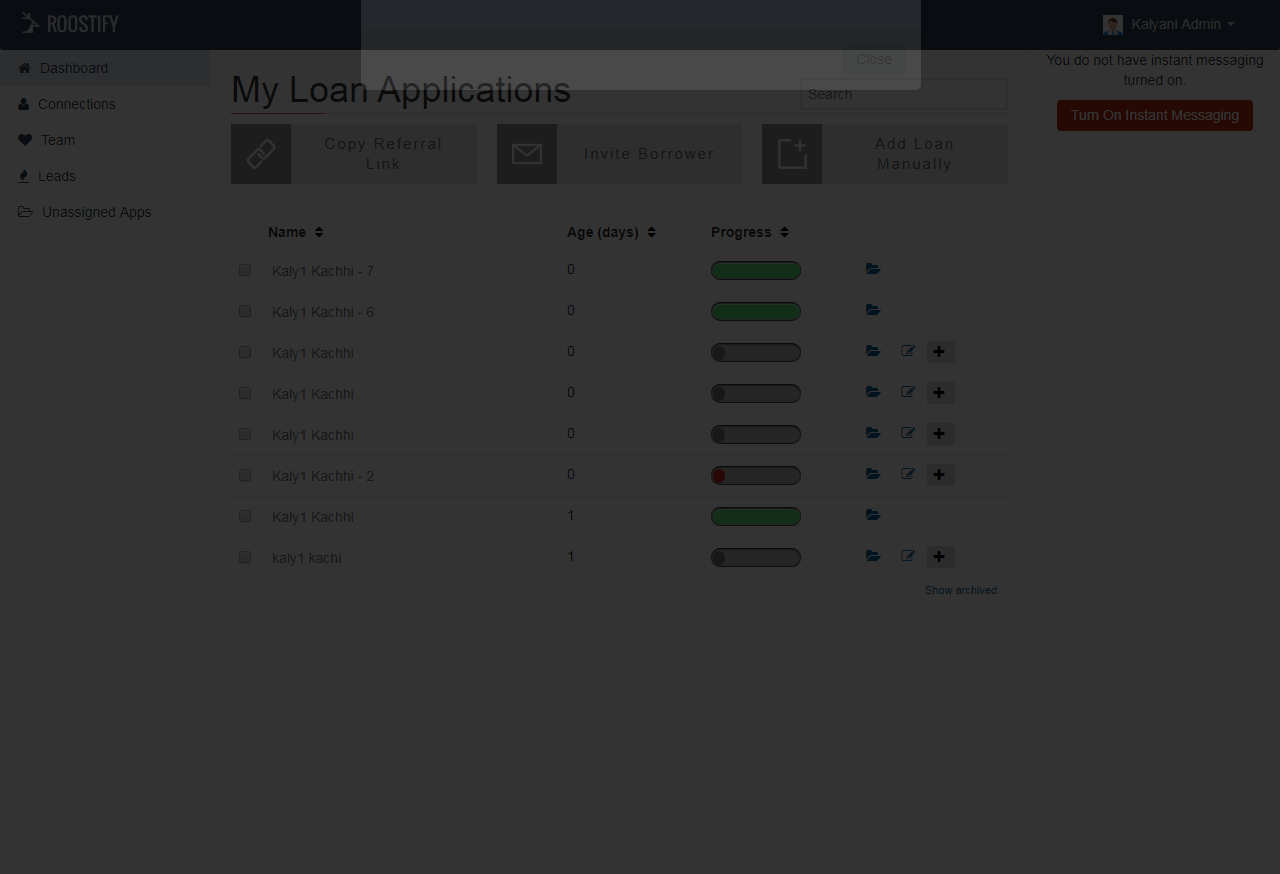 ROOSTIFY
Kalyani Admin
Dashboard
Connections
Team
Leads
Unassigned Apps
Close
My Loan Applications
Search
Copy Referral
Link
Invite Borrower
Add Loan
Manually
Name Age (days) Progress
Kaly1 Kachhi - 7 0
Kaly1 Kachhi - 6 0
Kaly1 Kachhi 0
Kaly1 Kachhi 0
Kaly1 Kachhi 0
Kaly1 Kachhi - 2 0
Kaly1 Kachhi 1
kaly1 kachi 1
Show archived
You do not have instant messaging
turned on.
Turn On Instant Messaging